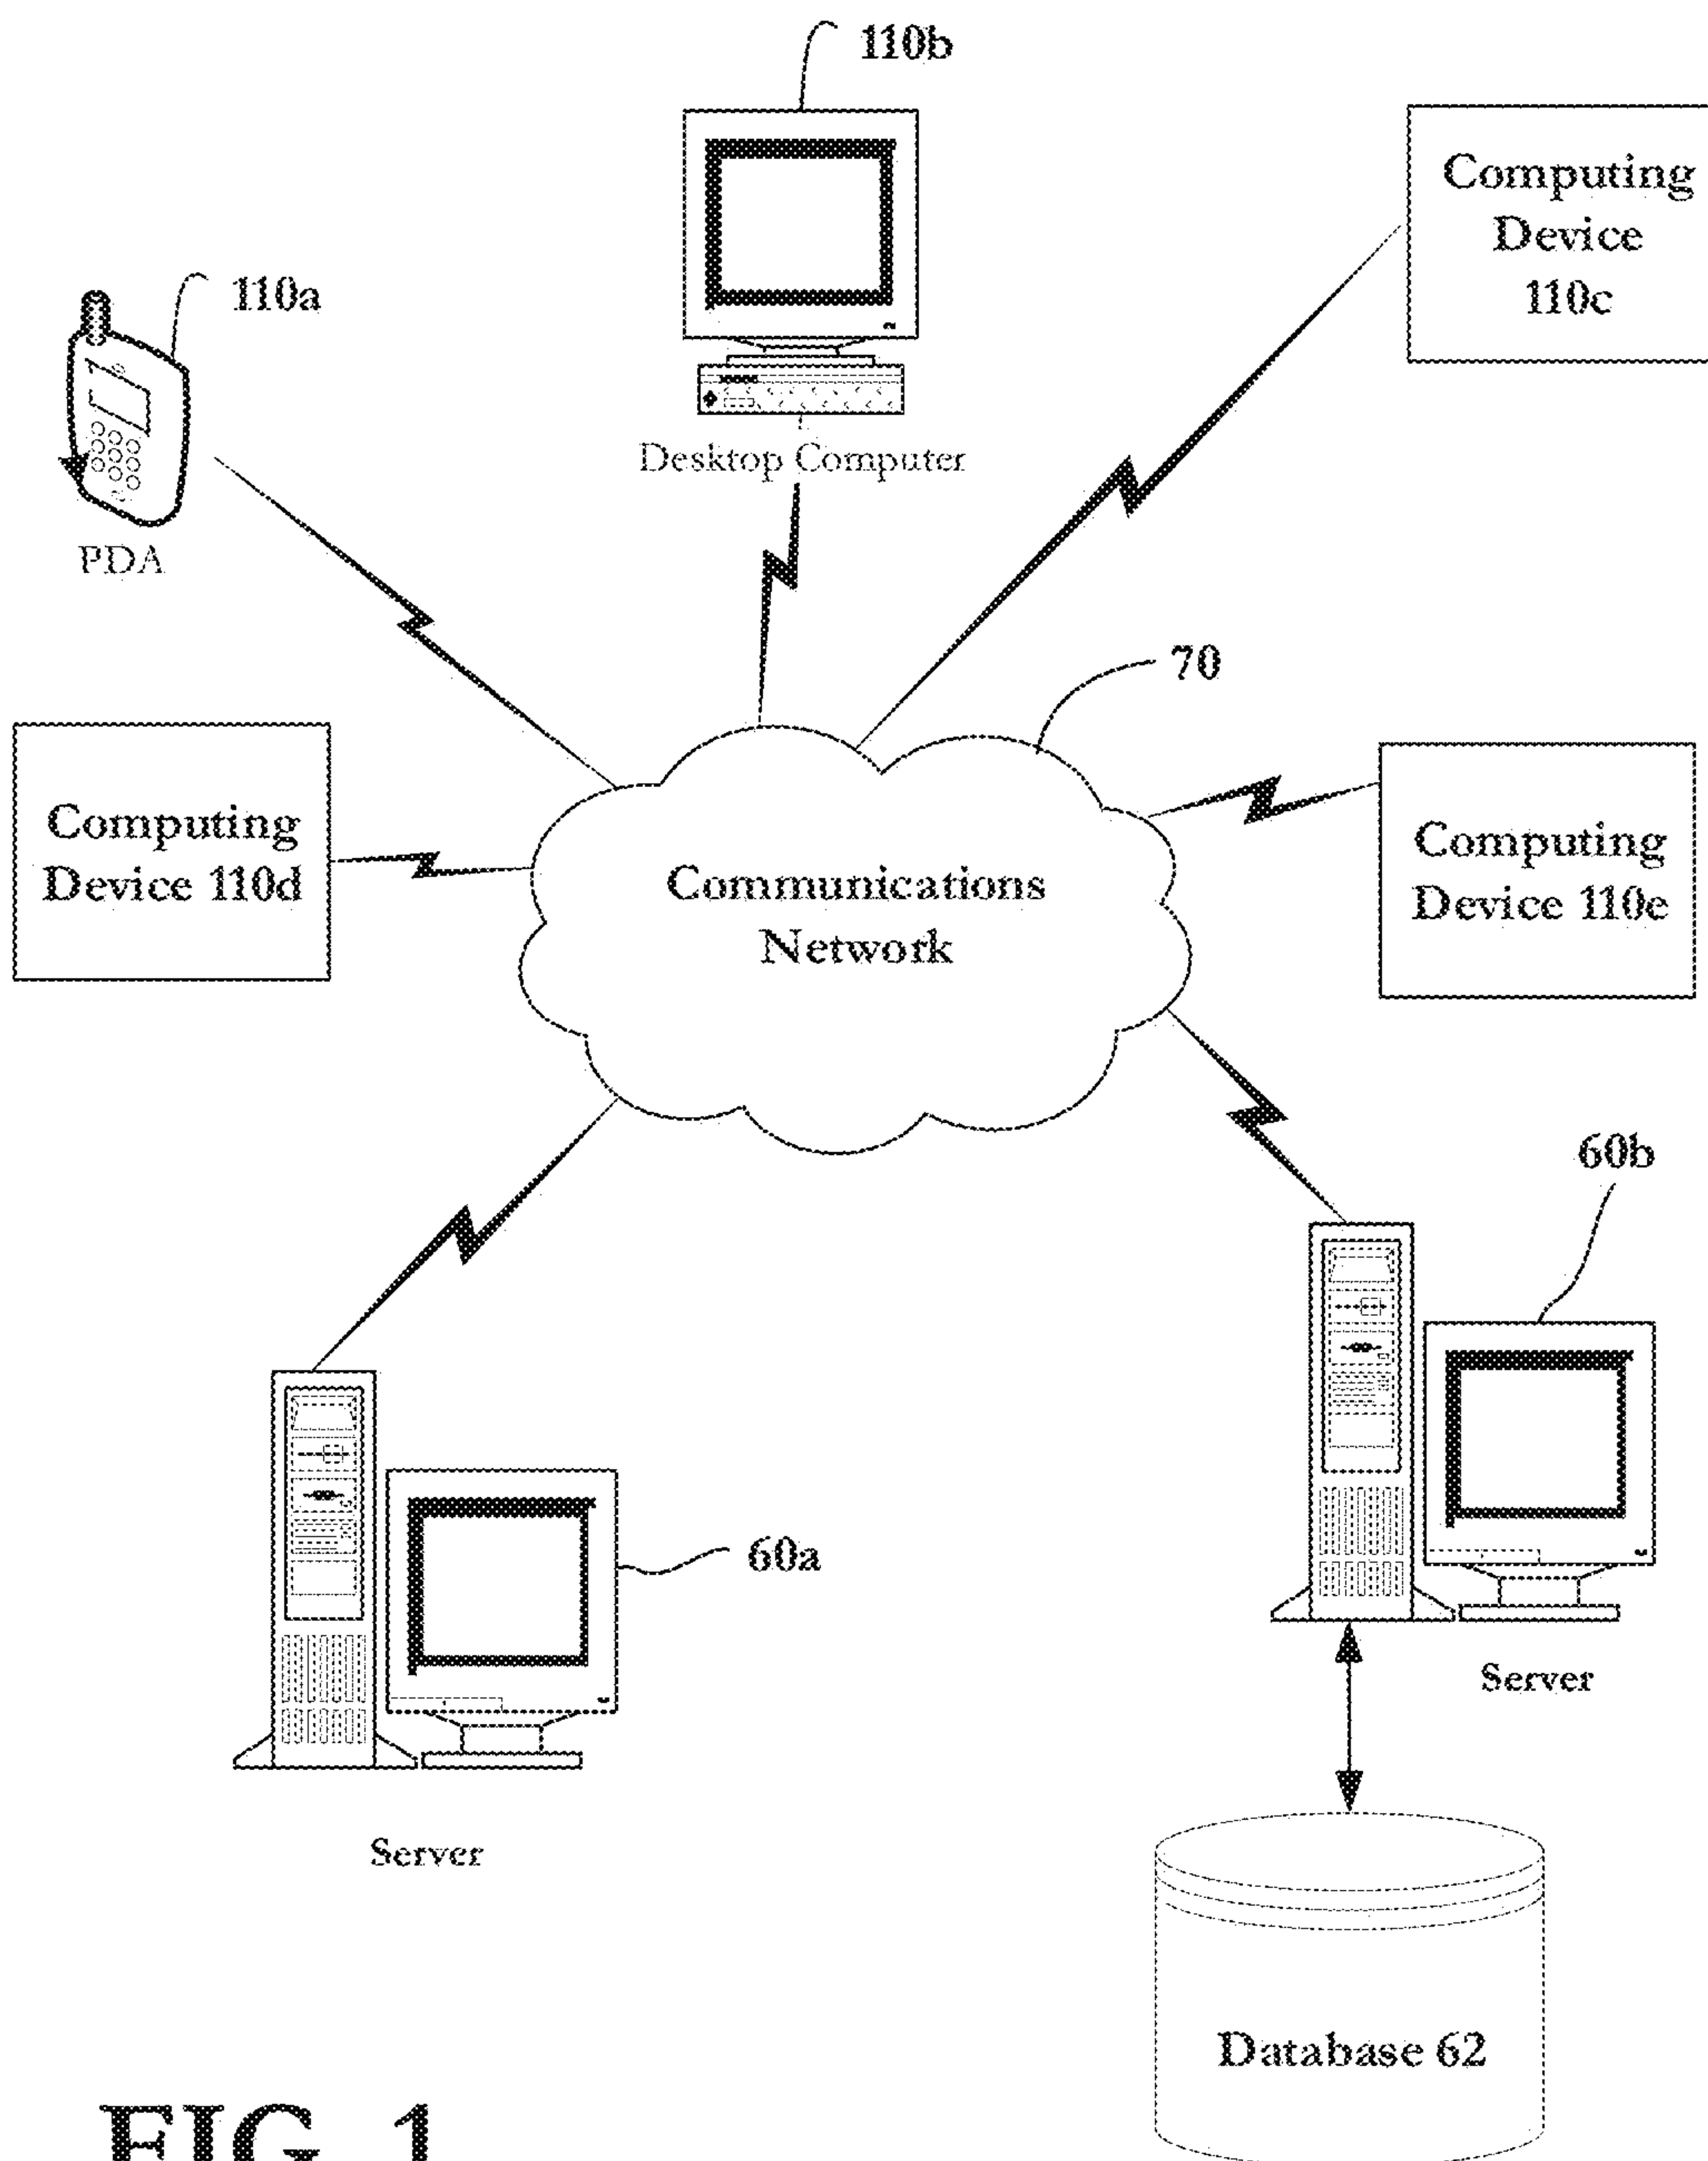 110b
Computing
Device
110c
110a
Desktop Computer
PDA
70
Computing
Device 110d
Communications
Network
Computing
Device 110e
60b
60a
Server
Server
Database 62
FIG. 1